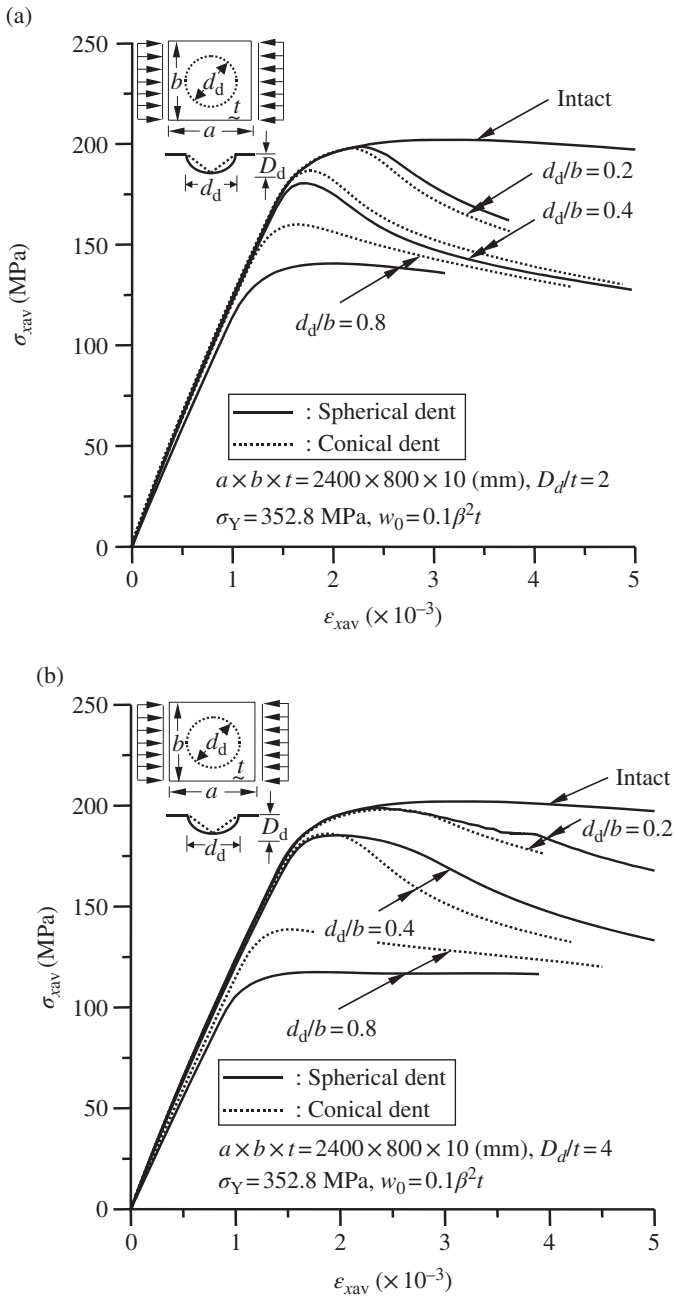 (a)
250
200
150
100
50
0
0 1 2 3 4 5
σxav (MPa)
εxav (× 10⁻³)
b
dd
t
a
Dd
dd
Intact
dd/b = 0.2
dd/b = 0.4
dd/b = 0.8
: Spherical dent
: Conical dent
a × b × t = 2400 × 800 × 10 (mm), Dd/t = 2
σY = 352.8 MPa, w0 = 0.1β²t
(b)
250
200
150
100
50
0
0 1 2 3 4 5
σxav (MPa)
εxav (× 10⁻³)
b
dd
t
a
Dd
dd
Intact
dd/b = 0.2
dd/b = 0.4
dd/b = 0.8
: Spherical dent
: Conical dent
a × b × t = 2400 × 800 × 10 (mm), Dd/t = 4
σY = 352.8 MPa, w0 = 0.1β²t